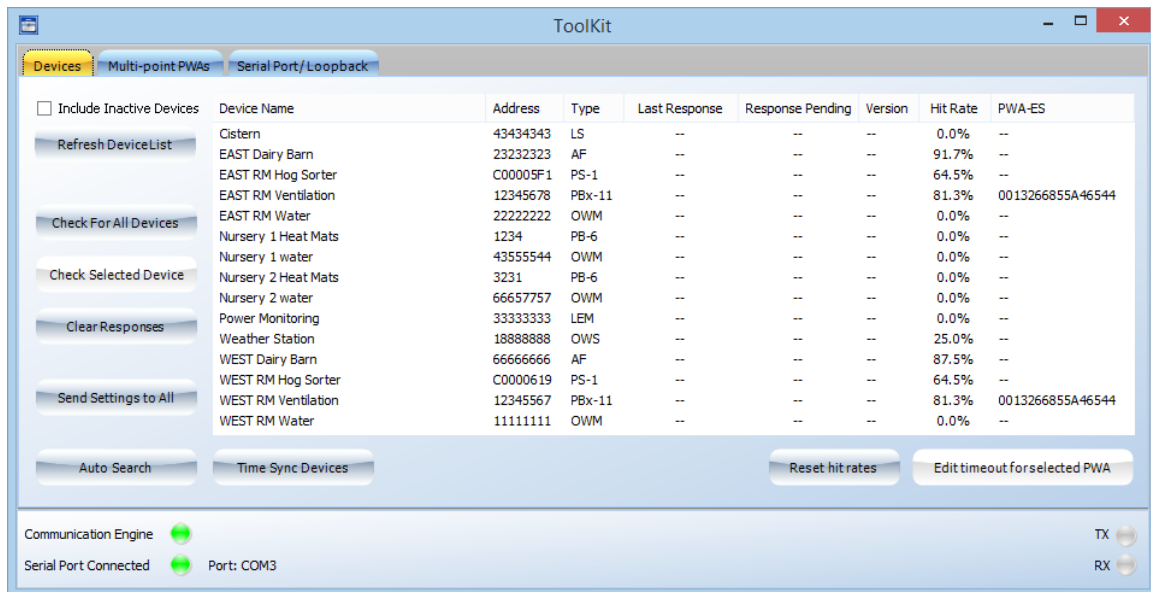 ToolKit
Devices Multi-point PWAs Serial Port/Loopback
Include Inactive Devices Device Name Address Type Last Response Response Pending Version Hit Rate PWA-ES
Cistern 43434343 LS -- -- -- 0.0% --
Refresh DeviceList
EAST Dairy Barn 23232323 AF -- -- -- 91.7% --
EAST RM Hog Sorter C00005F1 PS-1 -- -- -- 64.5% --
EAST RM Ventilation 12345678 PBx-11 -- -- -- 81.3% 0013266855A46544
EAST RM Water 22222222 OWM -- -- -- 0.0% --
Check For All Devices
Nursery 1 Heat Mats 1234 PB-6 -- -- -- 0.0% --
Nursery 1 water 43555544 OWM -- -- -- 0.0% --
Check Selected Device
Nursery 2 Heat Mats 3231 PB-6 -- -- -- 0.0% --
Nursery 2 water 66657757 OWM -- -- -- 0.0% --
Power Monitoring 33333333 LEM -- -- -- 0.0% --
Clear Responses
Weather Station 18888888 OWS -- -- -- 25.0% --
WEST Dairy Barn 66666666 AF -- -- -- 87.5% --
WEST RM Hog Sorter C0000619 PS-1 -- -- -- 64.5% --
Send Settings to All
WEST RM Ventilation 12345567 PBx-11 -- -- -- 81.3% 0013266855A46544
WEST RM Water 11111111 OWM -- -- -- 0.0% --
Auto Search Time Sync Devices Reset hit rates Edit timeout for selected PWA
Communication Engine TX
Serial Port Connected Port: COM3 RX